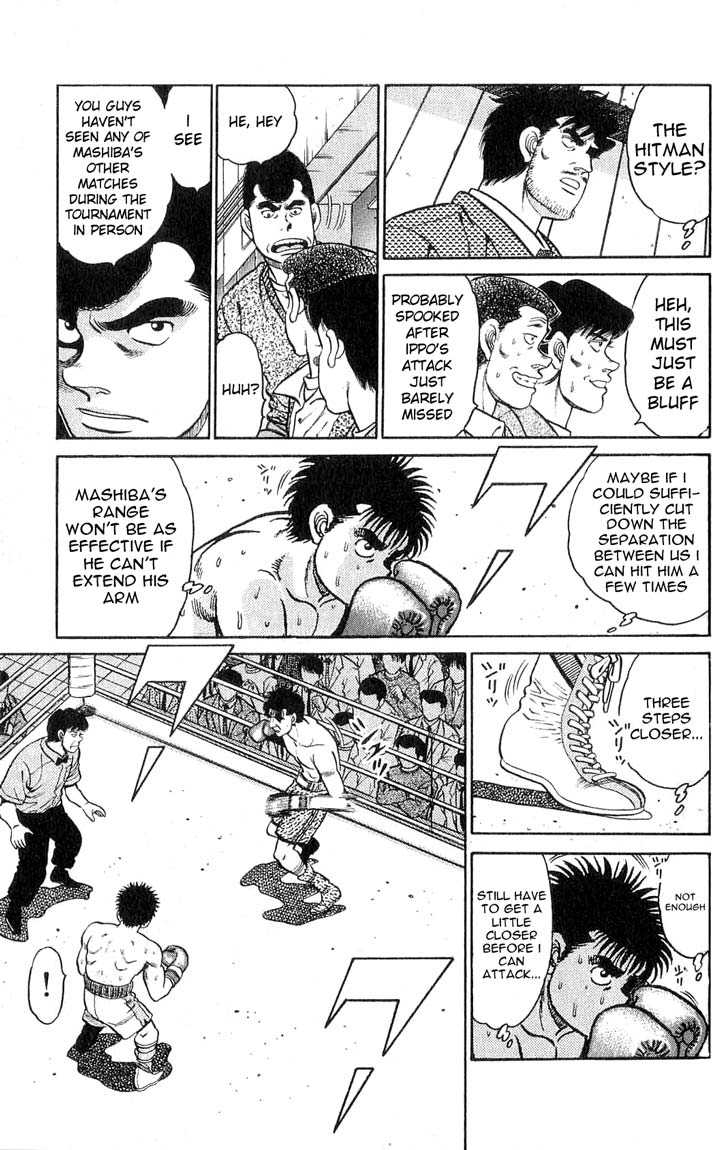 THE
HITMAN
STYLE?
HE, HEY
HUH?
I
SEE
YOU GUYS
HAVEN'T
SEEN ANY OF
MASHIBA'S
OTHER
MATCHES
DURING THE
TOURNAMENT
IN PERSON
HEH,
THIS
MUST
JUST
BE A
BLUFF
PROBABLY
SPOOKED
AFTER
IPPO'S
ATTACK
JUST
BARELY
MISSED
MAYBE IF I
COULD SUFFI-
CIENTLY CUT
DOWN THE
SEPARATION
BETWEEN US I
CAN HIT HIM A
FEW TIMES
MASHIBA'S
RANGE
WON'T BE AS
EFFECTIVE IF
HE CAN'T
EXTEND HIS
ARM
THREE
STEPS
CLOSER...
NOT
ENOUGH
STILL HAVE
TO GET A
LITTLE
CLOSER
BEFORE I
CAN
ATTACK...
!